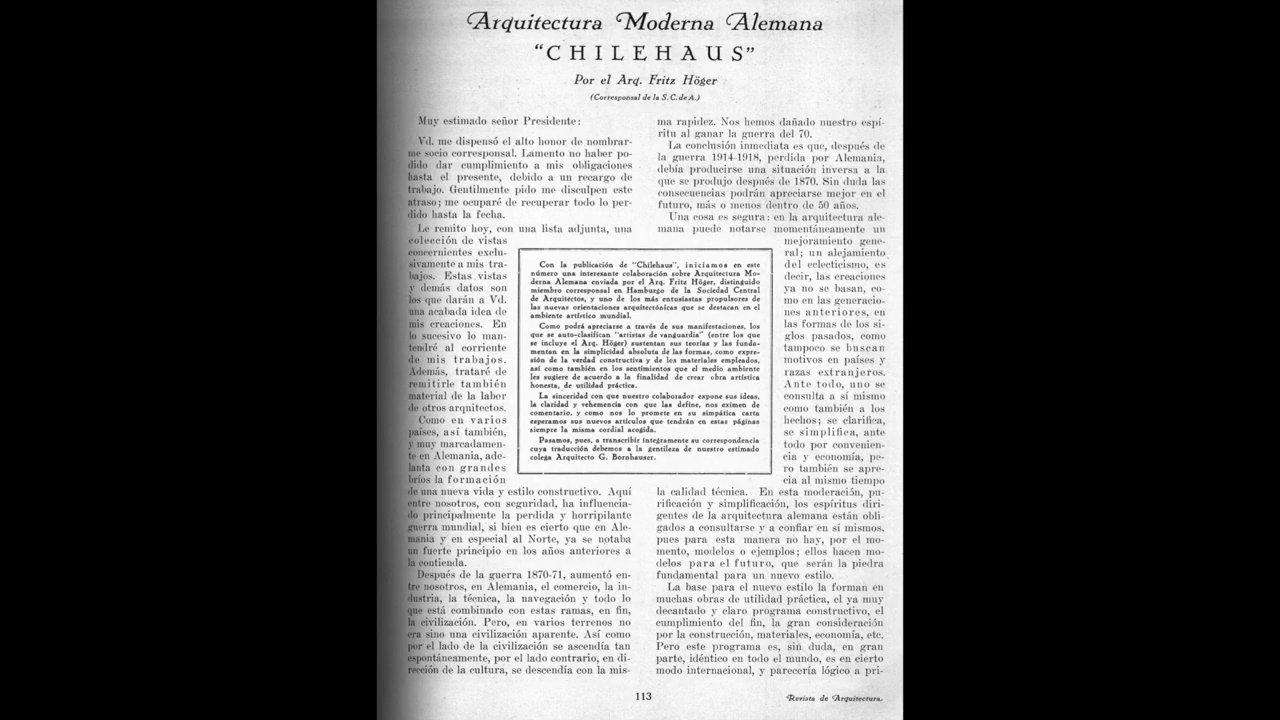 Arquitectura Moderna Alemana
“CHILEHAUS”
Por el Arq. Fritz Höger
(Corresponsal de la S. C. de A.)
Muy estimado señor Presidente:
Vd. me dispensó el alto honor de nombrar-
me socio corresponsal. Lamento no haber po-
dido dar cumplimiento a mis obligaciones
hasta el presente, debido a un recargo de
trabajo. Gentilmente pido me disculpen este
atraso; me ocuparé de recuperar todo lo per-
dido hasta la fecha.
Le remito hoy, con una lista adjunta, una
colección de vistas
concernientes exclu-
sivamente a mis tra-
bajos. Estas vistas
y demás datos son
los que darán a Vd.
una acabada idea de
mis creaciones. En
lo sucesivo lo man-
tendré al corriente
de mis trabajos.
Además, trataré de
remitirle también
material de la labor
de otros arquitectos.
Como en varios
países, así también,
y muy marcadamen-
te en Alemania, ade-
lanta con grandes
bríos la formación
de una nueva vida y estilo constructivo. Aquí
entre nosotros, con seguridad, ha influencia-
do principalmente la perdida y horripilante
guerra mundial, si bien es cierto que en Ale-
mania y en especial al Norte, ya se notaba
un fuerte principio en los años anteriores a
la contienda.
Después de la guerra 1870-71, aumentó en-
tre nosotros, en Alemania, el comercio, la in-
dustria, la técnica, la navegación y todo lo
que está combinado con estas ramas, en fin,
la civilización. Pero, en varios terrenos no
era sino una civilización aparente. Así como
por el lado de la civilización se ascendía tan
espontáneamente, por el lado contrario, en di-
rección de la cultura, se descendía con la mis-
Con la publicación de “Chilehaus”, iniciamos en este
número una interesante colaboración sobre Arquitectura Mo-
derna Alemana enviada por el Arq. Fritz Höger, distinguido
miembro corresponsal en Hamburgo de la Sociedad Central
de Arquitectos, y uno de los más entusiastas propulsores de
las nuevas orientaciones arquitectónicas que se destacan en el
ambiente artístico mundial.
Como podrá apreciarse a través de sus manifestaciones, los
que se auto-clasifican “artistas de vanguardia” (entre los que
se incluye el Arq. Höger) sustentan sus teorías y las funda-
mentan en la simplicidad absoluta de las formas, como expre-
sión de la verdad constructiva y de los materiales empleados,
así como también en los sentimientos que el medio ambiente
les sugiere de acuerdo a la finalidad de crear obra artística
honesta, de utilidad práctica.
La sinceridad con que nuestro colaborador expone sus ideas,
la claridad y vehemencia con que las define, nos eximen de
comentario, y como nos lo promete en su simpática carta
esperamos sus nuevos artículos que tendrán en estas páginas
siempre la misma cordial acogida.
Pasamos, pues, a transcribir íntegramente su correspondencia
cuya traducción debemos a la gentileza de nuestro estimado
colega Arquitecto G. Bornhauser.
ma rapidez. Nos hemos dañado nuestro espí-
ritu al ganar la guerra del 70.
La conclusión inmediata es que, después de
la guerra 1914-1918, perdida por Alemania,
debía producirse una situación inversa a la
que se produjo después de 1870. Sin duda las
consecuencias podrán apreciarse mejor en el
futuro, más o menos dentro de 50 años.
Una cosa es segura: en la arquitectura ale-
mana puede notarse momentáneamente un
mejoramiento gene-
ral; un alejamiento
del eclecticismo, es
decir, las creaciones
ya no se basan, co-
mo en las generacio-
nes anteriores, en
las formas de los si-
glos pasados, como
tampoco se buscan
motivos en países y
razas extranjeros.
Ante todo, uno se
consulta a sí mismo
como también a los
hechos; se clarifica,
se simplifica, ante
todo por convenien-
cia y economía, pe-
ro también se apre-
cia al mismo tiempo
la calidad técnica. En esta moderación, pu-
rificación y simplificación, los espíritus diri-
gentes de la arquitectura alemana están obli-
gados a consultarse y a confiar en sí mismos,
pues para esta manera no hay, por el mo-
mento, modelos o ejemplos; ellos hacen mo-
delos para el futuro, que serán la piedra
fundamental para un nuevo estilo.
La base para el nuevo estilo la forman en
muchas obras de utilidad práctica, el ya muy
decantado y claro programa constructivo, el
cumplimiento del fin, la gran consideración
por la construcción, materiales, economía, etc.
Pero este programa es, sin duda, en gran
parte, idéntico en todo el mundo, es en cierto
modo internacional, y parecería lógico a pri-
113
Revista de Arquitectura.